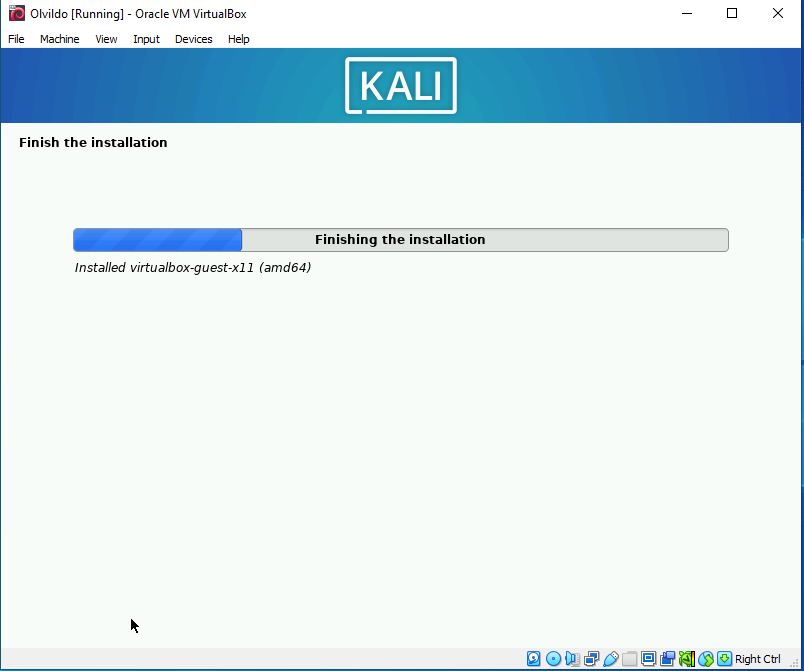 Olvildo [Running] - Oracle VM VirtualBox
File Machine View Input Devices Help
KALI
Finish the installation
Finishing the installation
Installed virtualbox-guest-x11 (amd64)
Right Ctrl